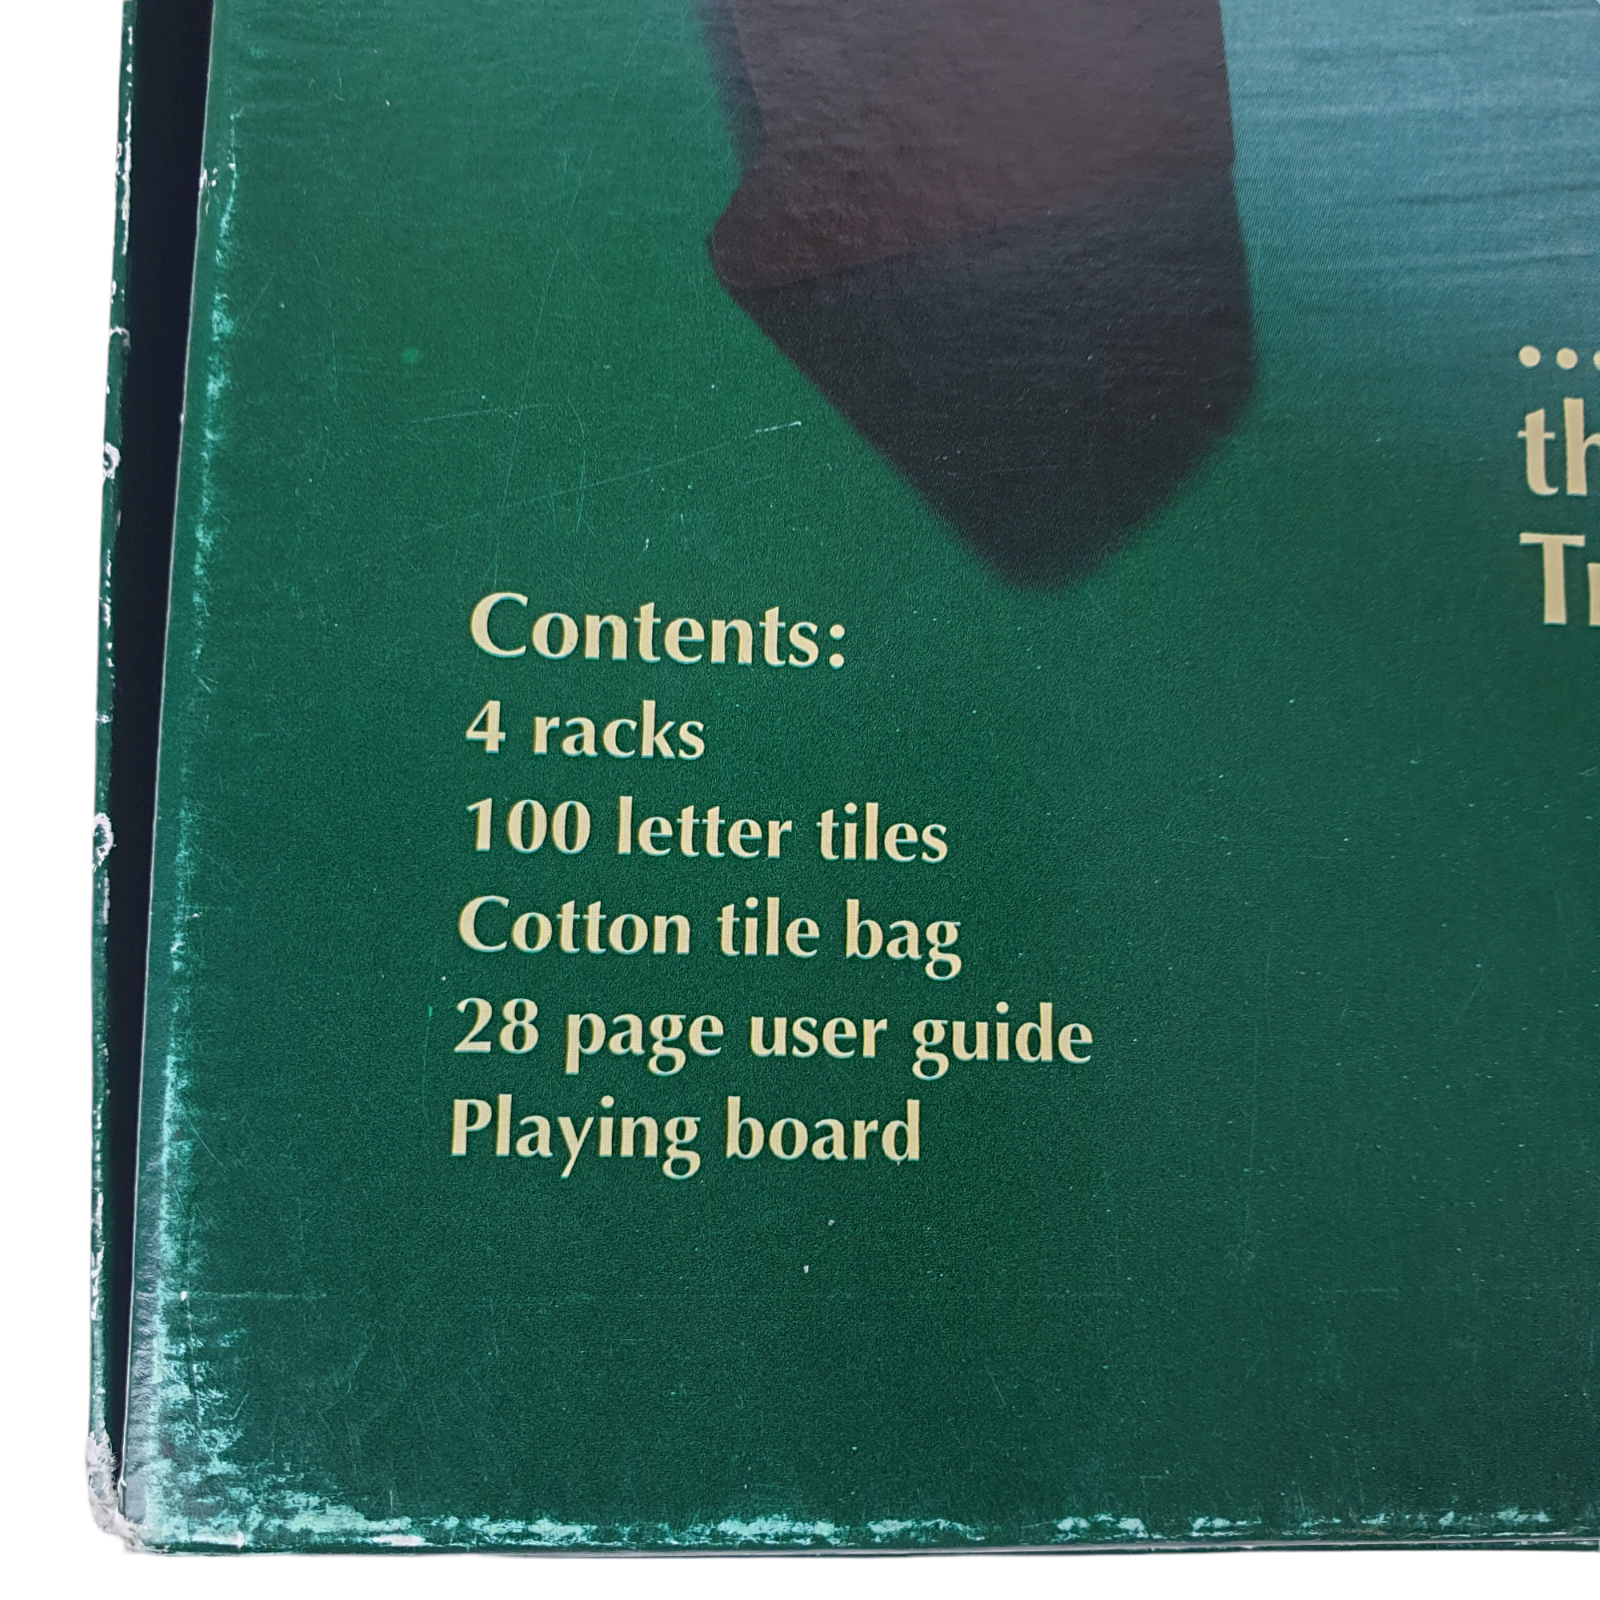 Contents:
4 racks
100 letter tiles
Cotton tile bag
28 page user guide
Playing board